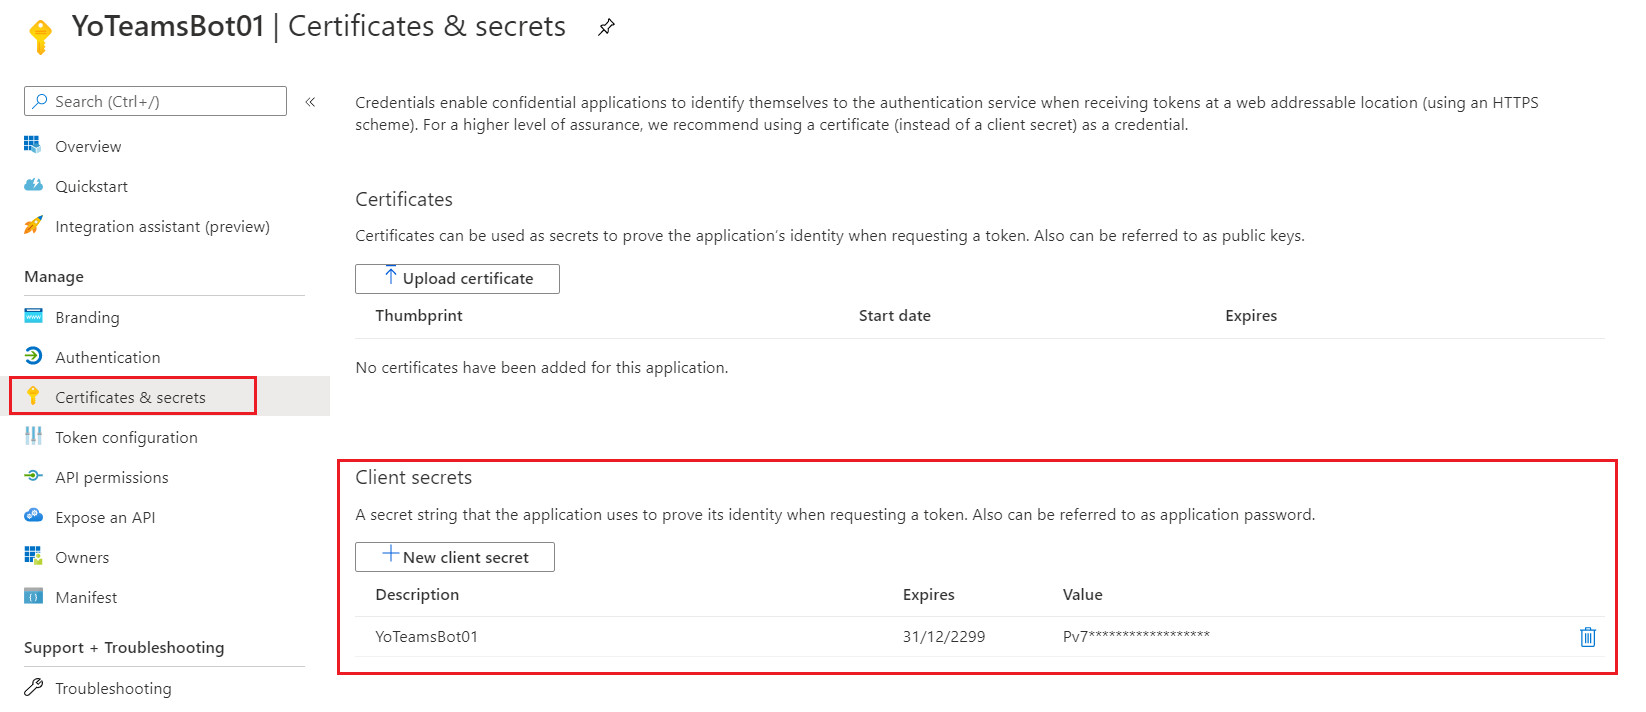 YoTeamsBot01 | Certificates & secrets
Search (Ctrl+/)
«
Overview
Quickstart
Integration assistant (preview)
Manage
Branding
Authentication
Certificates & secrets
Token configuration
API permissions
Expose an API
Owners
Manifest
Support + Troubleshooting
Troubleshooting
Credentials enable confidential applications to identify themselves to the authentication service when receiving tokens at a web addressable location (using an HTTPS
scheme). For a higher level of assurance, we recommend using a certificate (instead of a client secret) as a credential.
Certificates
Certificates can be used as secrets to prove the application's identity when requesting a token. Also can be referred to as public keys.
Upload certificate
Thumbprint Start date Expires
No certificates have been added for this application.
Client secrets
A secret string that the application uses to prove its identity when requesting a token. Also can be referred to as application password.
New client secret
Description Expires Value
YoTeamsBot01 31/12/2299 Pv7******************